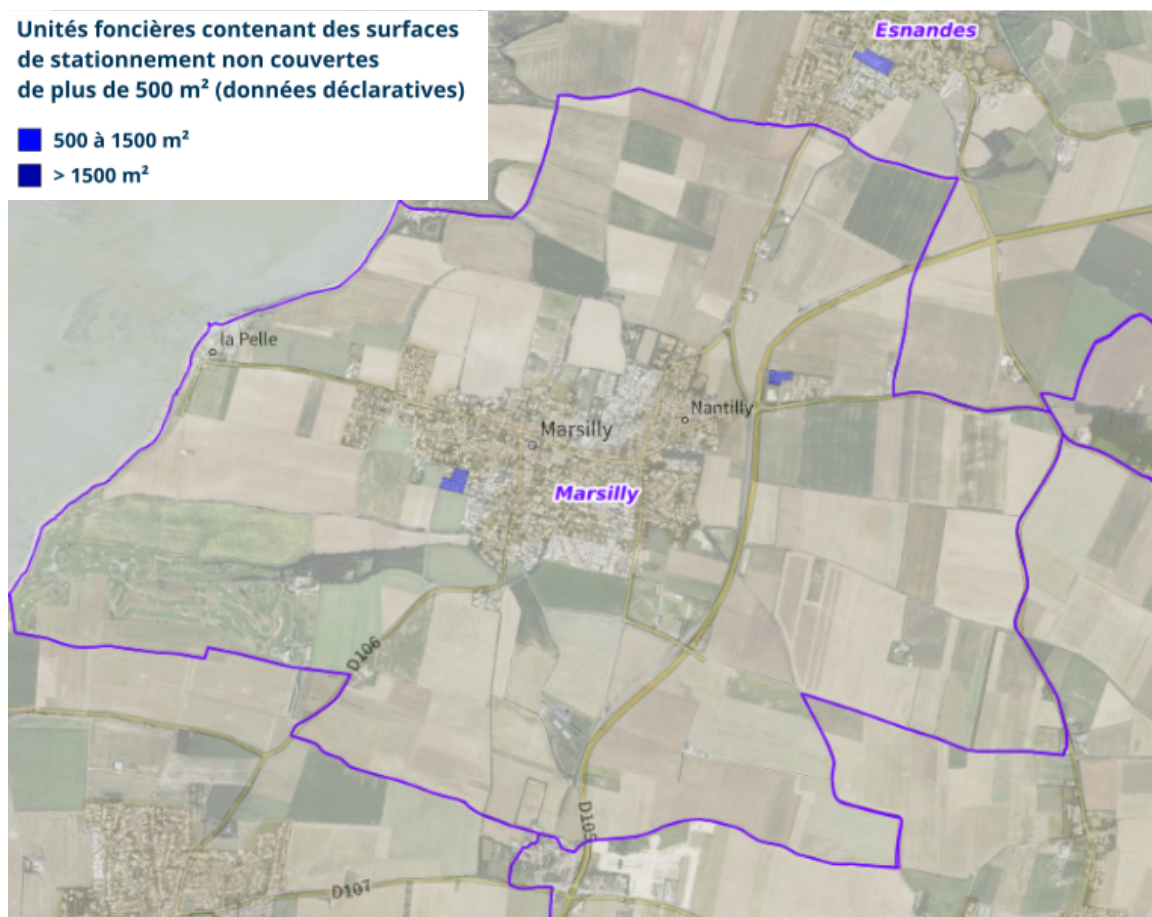 Unités foncières contenant des surfaces
de stationnement non couvertes
de plus de 500 m² (données déclaratives)
500 à 1500 m²
> 1500 m²
Esnandes
la Pelle
Nantilly
Marsilly
Marsilly
D106
D105
D107